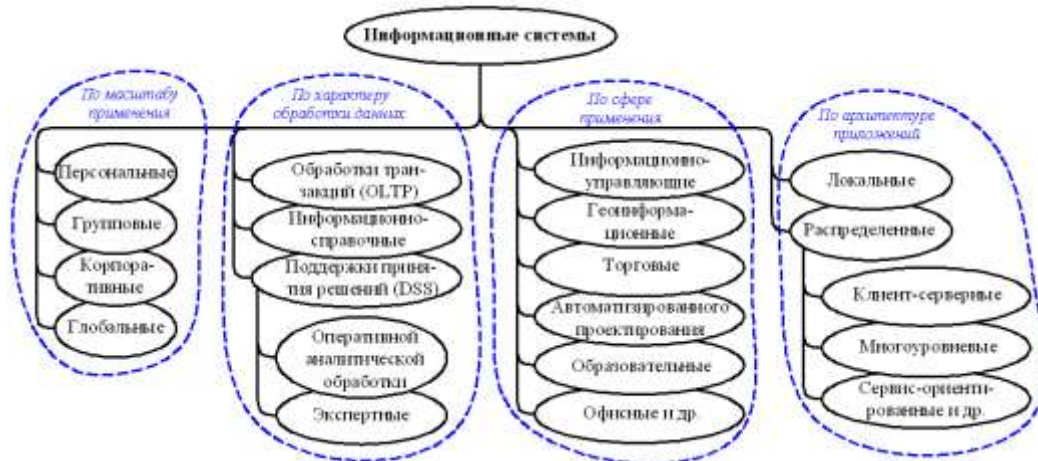 Информационные системы
По масштабу
применения
Персональные
Групповые
Корпора-
тивные
Глобальные
По характеру
обработки данных
Обработки тран-
закций (OLTP)
Информационно-
справочные
Поддержки приня-
тия решений (DSS)
Оперативной
аналитической
обработки
Экспертные
По сфере
применения
Информационно-
управляющие
Геоинформа-
ционные
Торговые
Автоматизированного
проектирования
Образовательные
Офисные и др.
По архитектуре
приложений
Локальные
Распределенные
Клиент-серверные
Многоуровневые
Сервис-ориенти-
рованные и др.